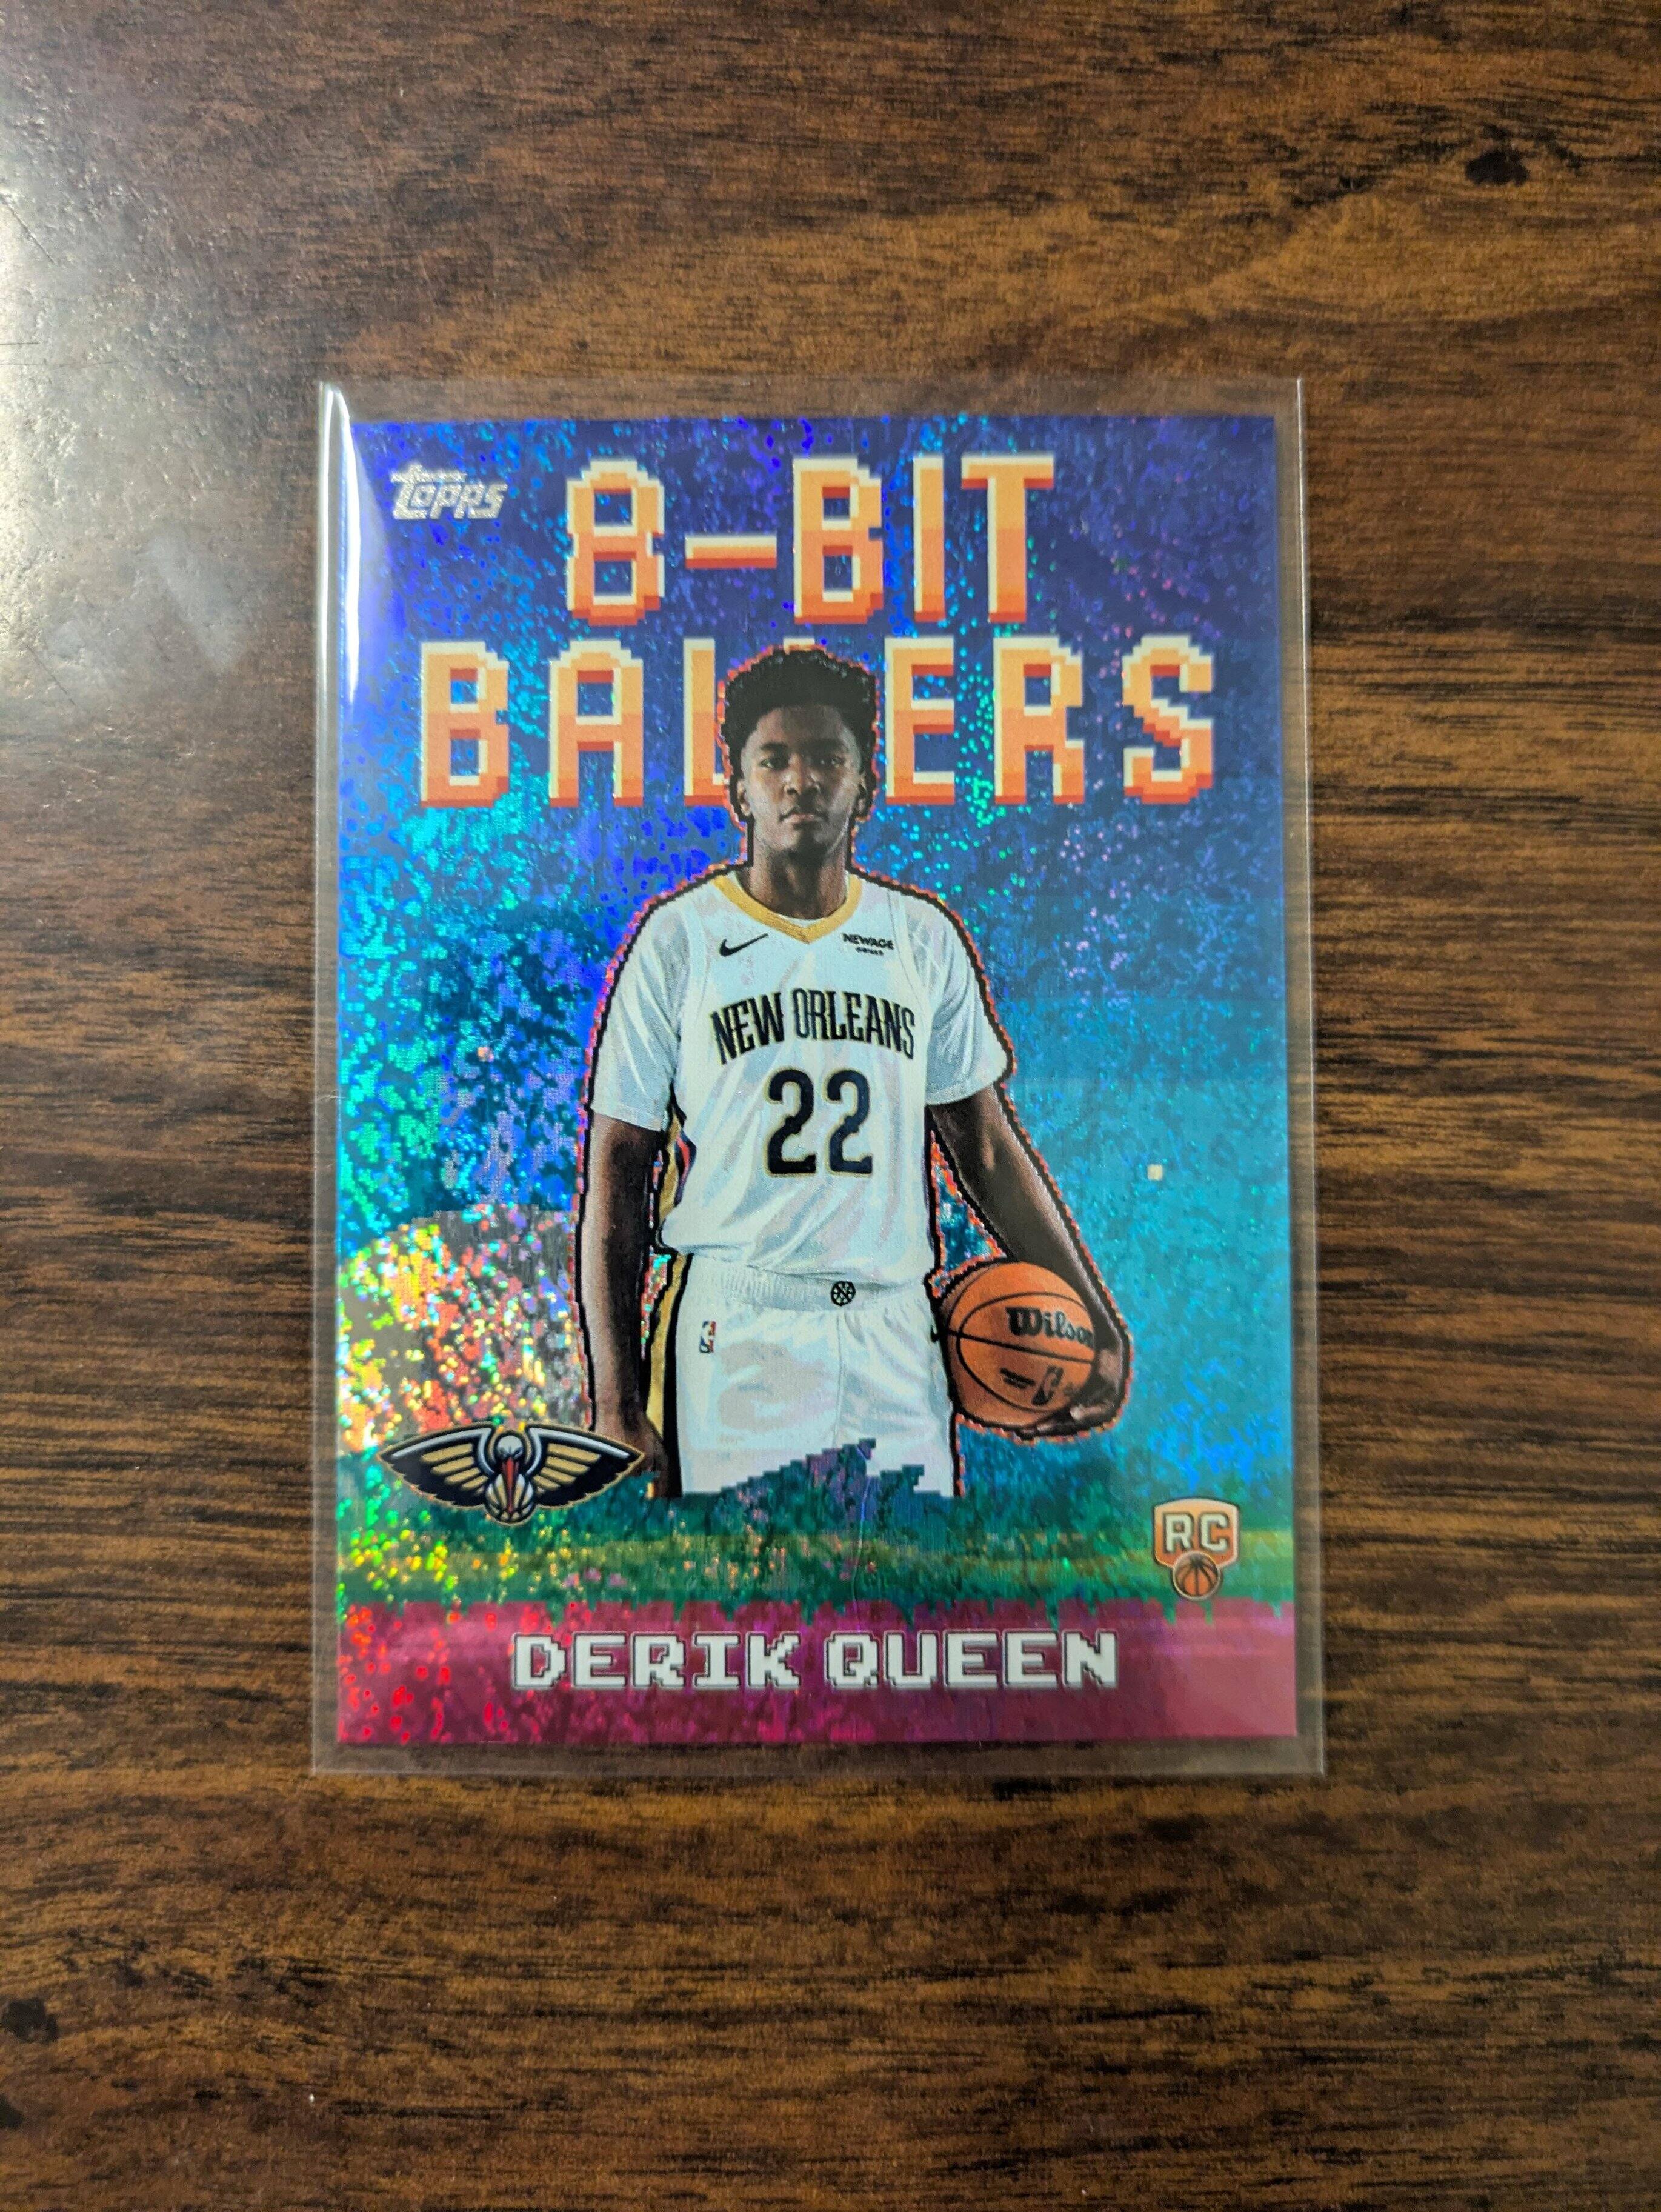 Topps
8-BIT
BALLERS
NEWAGE
NEW ORLEANS
22
Wilson
RC
DERIK QUEEN